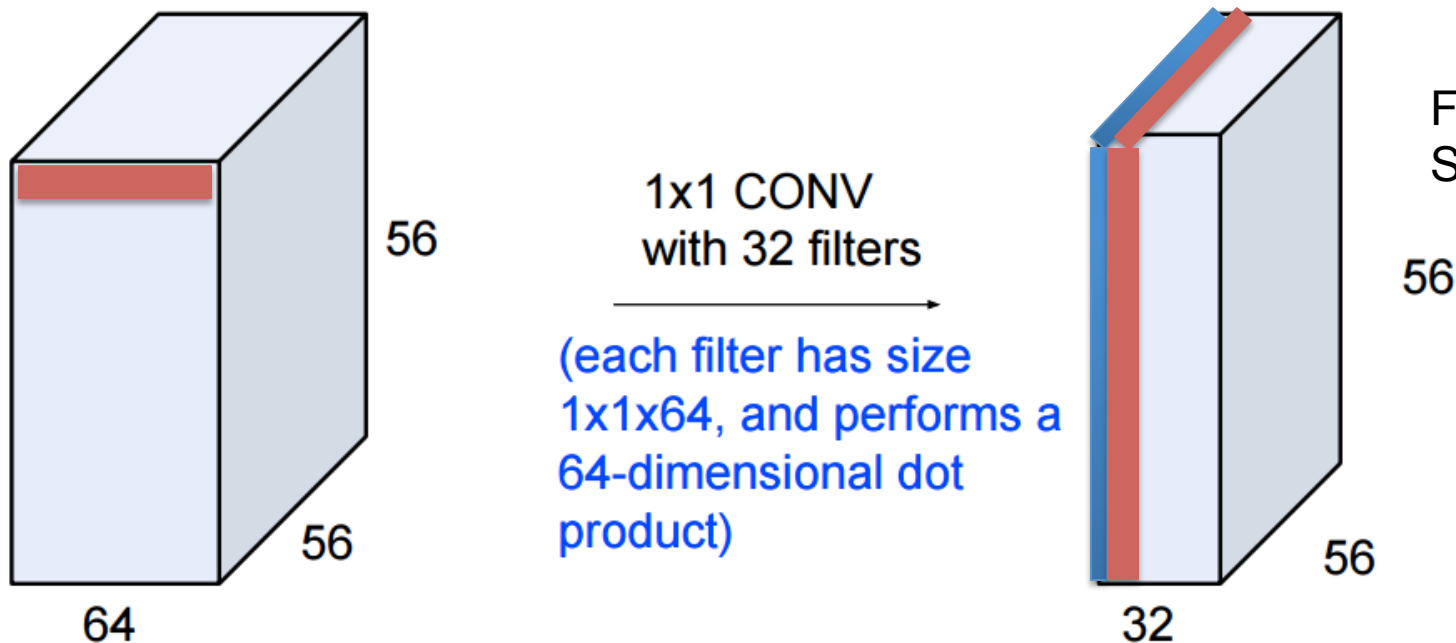 56
56
64
1x1 CONV
with 32 filters
(each filter has size
1x1x64, and performs a
64-dimensional dot
product)
F
S
56
56
32